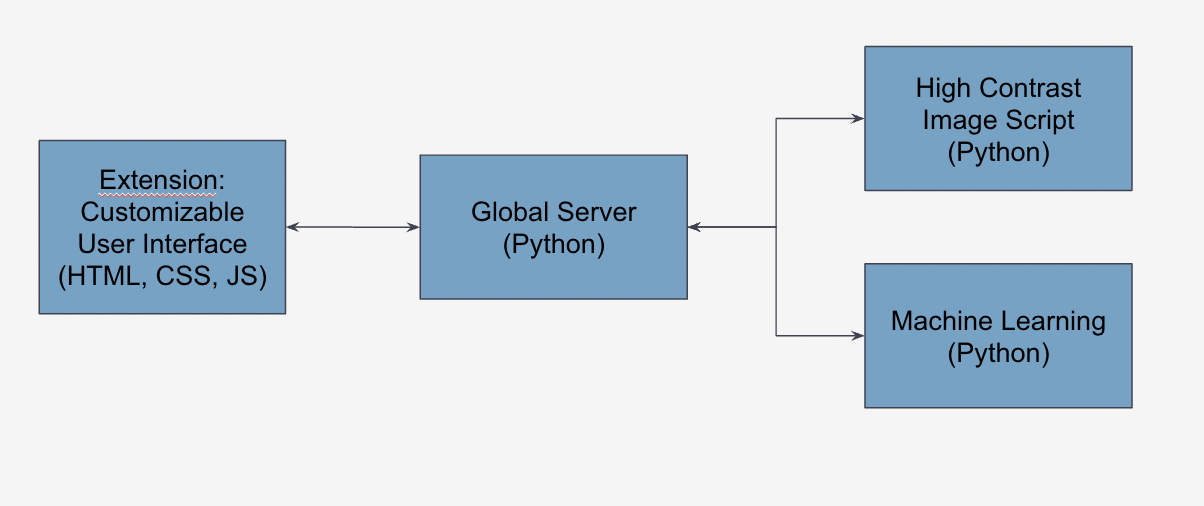 Extension:
Customizable
User Interface
(HTML, CSS, JS)
Global Server
(Python)
High Contrast
Image Script
(Python)
Machine Learning
(Python)